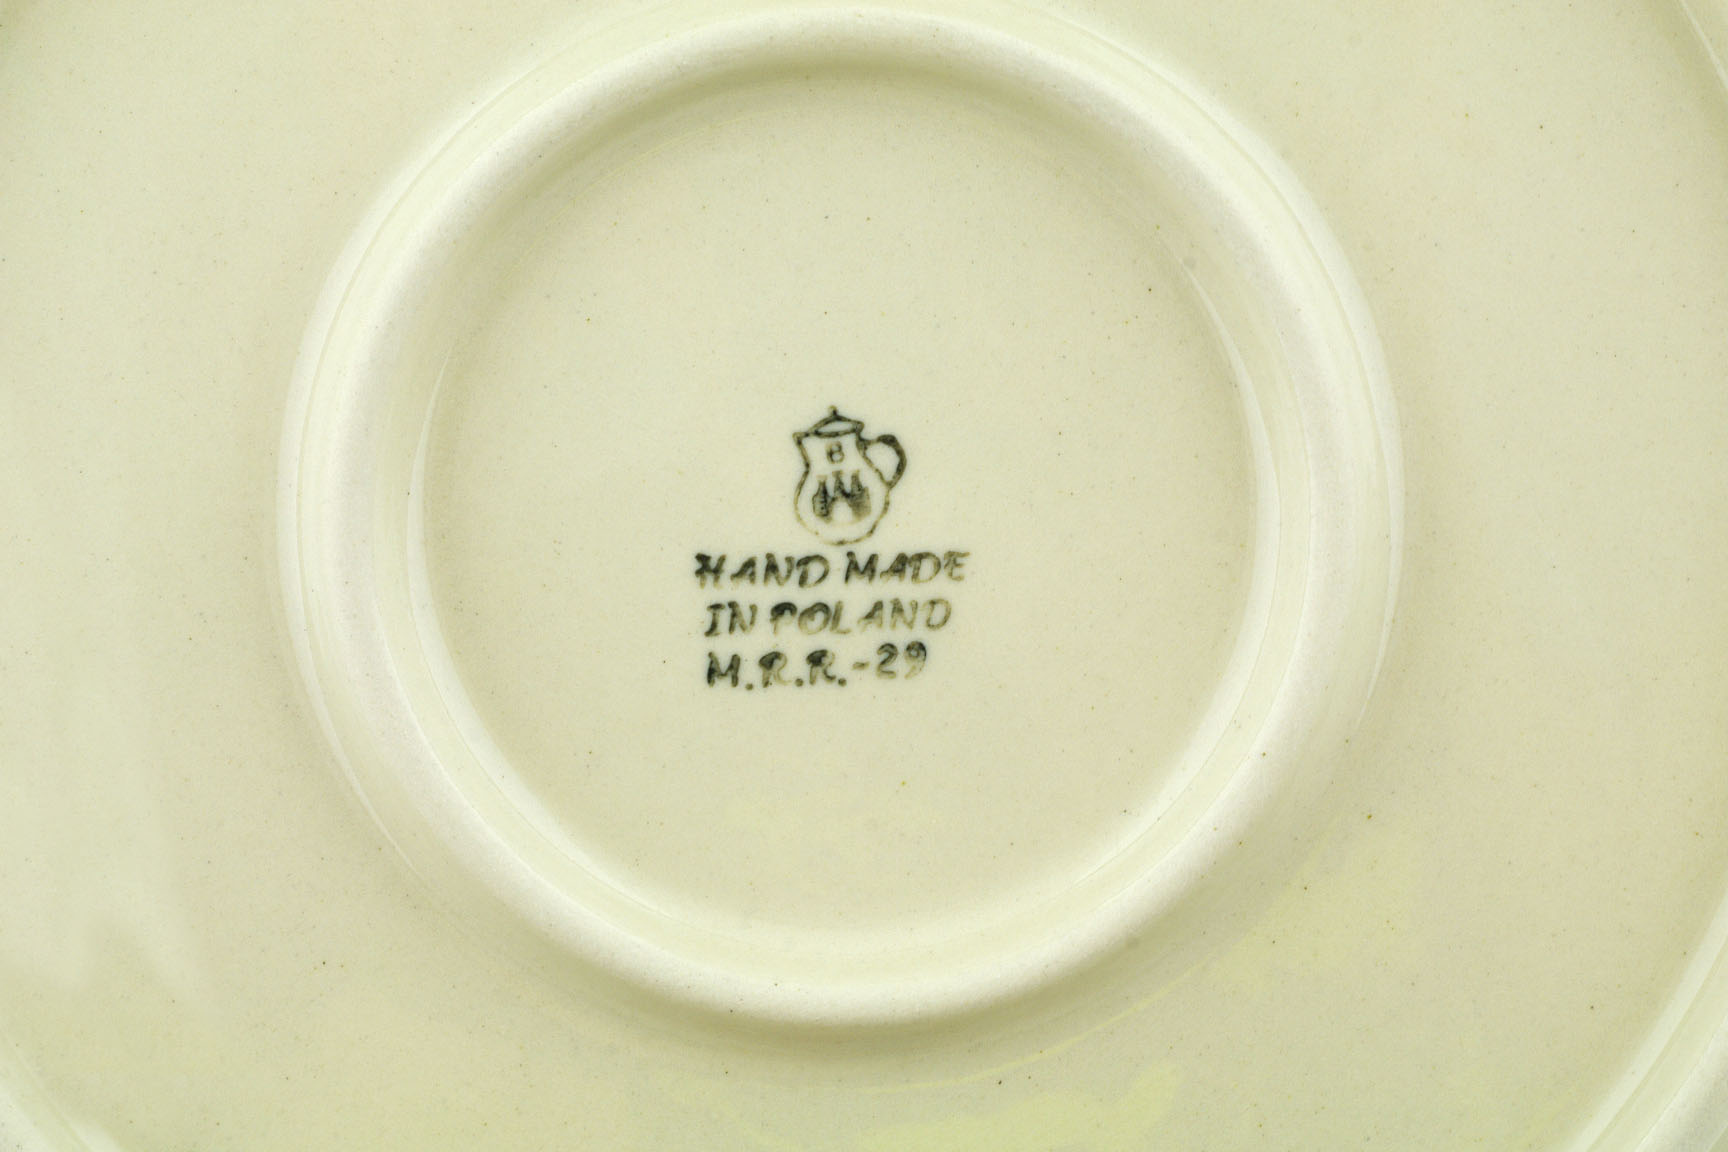 B
HAND MADE
IN POLAND
M.R.R.-29